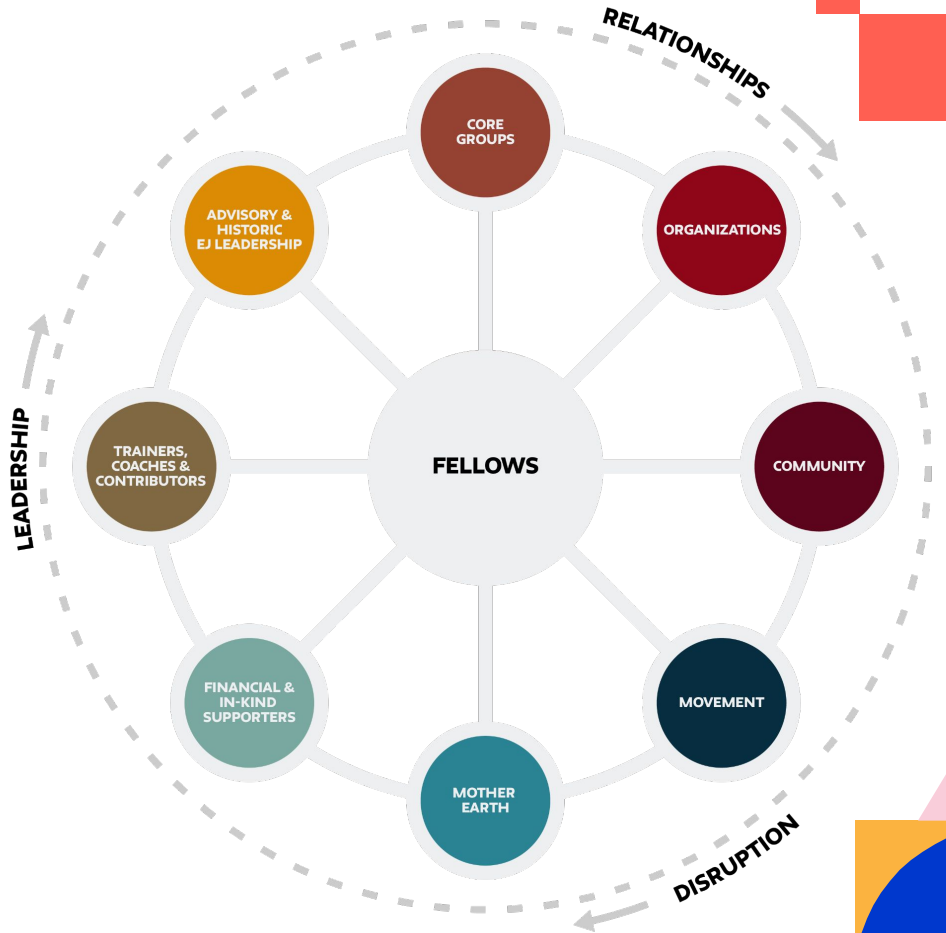 RELATIONSHIPS
CORE
GROUPS
ADVISORY &
HISTORIC
EJ LEADERSHIP
ORGANIZATIONS
LEADERSHIP
TRAINERS,
COACHES &
CONTRIBUTORS
FELLOWS
COMMUNITY
FINANCIAL &
IN-KIND
SUPPORTERS
MOVEMENT
MOTHER
EARTH
DISRUPTION